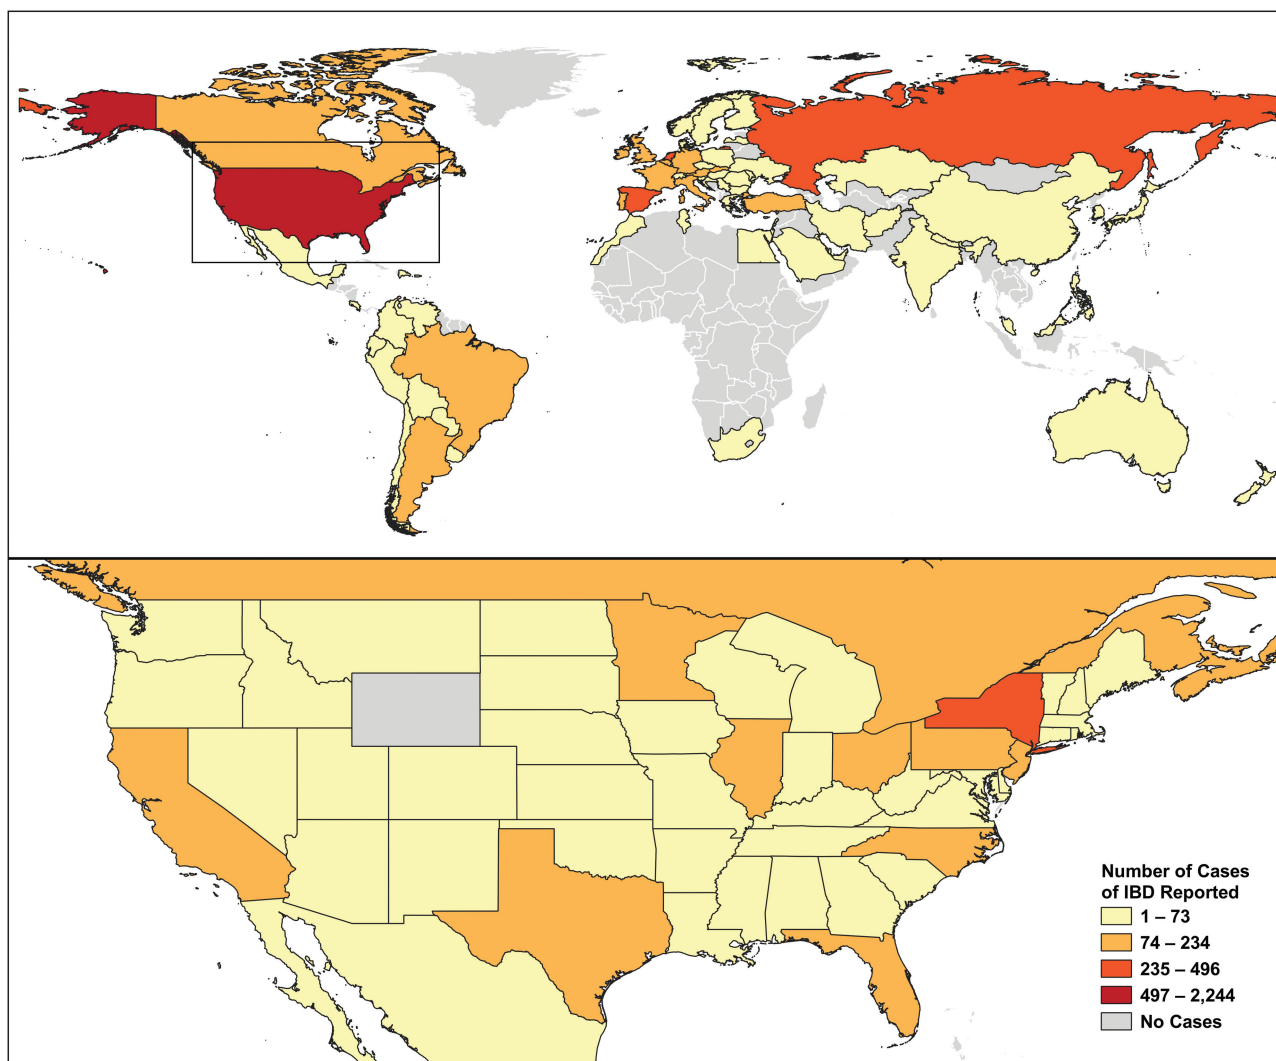 Number of Cases
of IBD Reported
1 – 73
74 – 234
235 – 496
497 – 2,244
No Cases